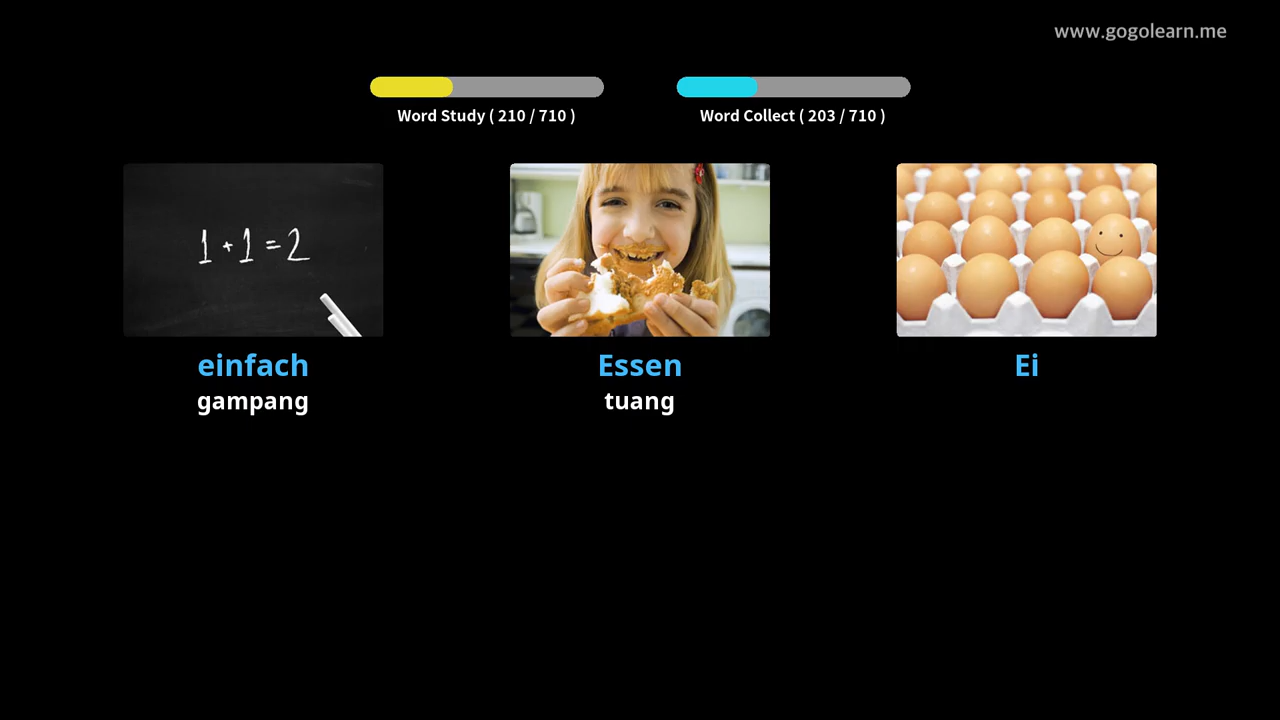 www.gogolearn.me
Word Study ( 210 / 710 )
Word Collect ( 203 / 710 )
1 + 1 = 2
einfach
gampang
Essen
tuang
Ei